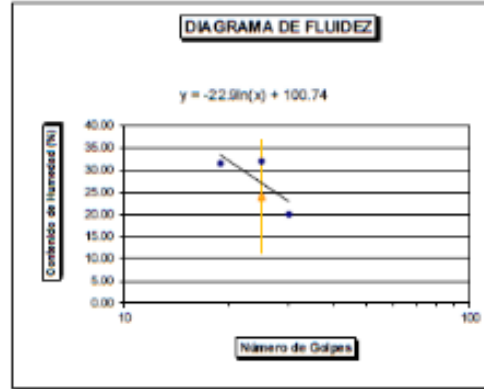 DIAGRAMA DE FLUIDEZ
y = -22.9ln(x) + 100.74
Contenido de Humedad (%)
40.00
35.00
30.00
25.00
20.00
15.00
10.00
5.00
0.00
10
100
Número de Golpes